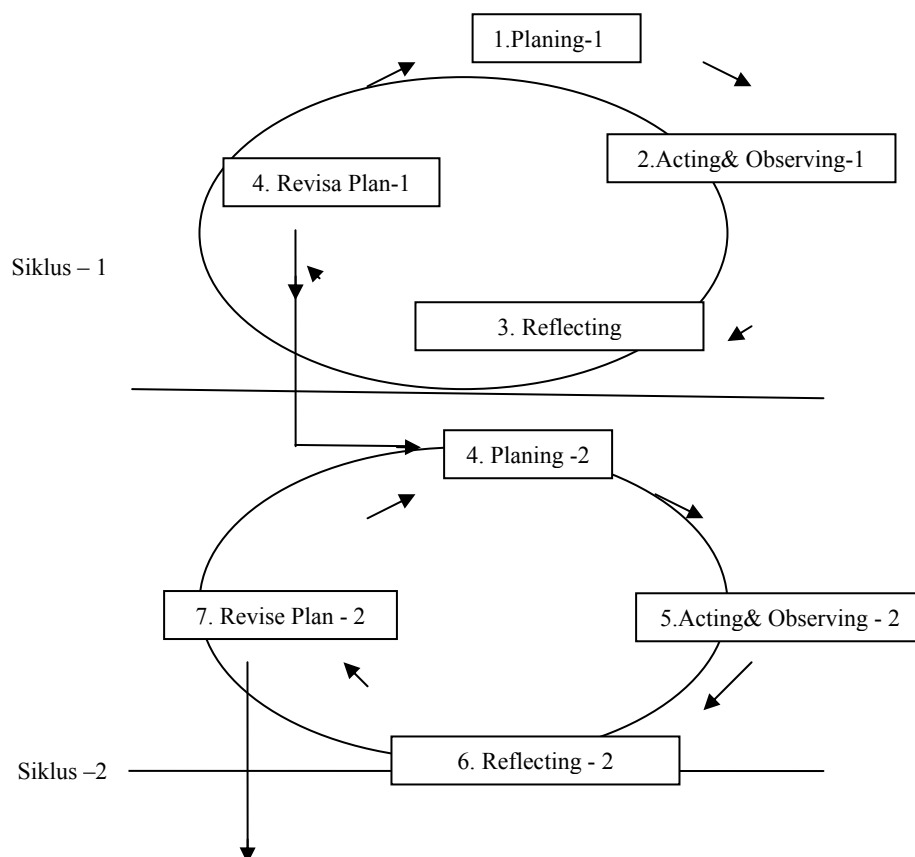 1.Planing-1
2.Acting& Observing-1
4. Revisa Plan-1
Siklus – 1
3. Reflecting
4. Planing -2
7. Revise Plan - 2
5.Acting& Observing - 2
6. Reflecting - 2
Siklus –2